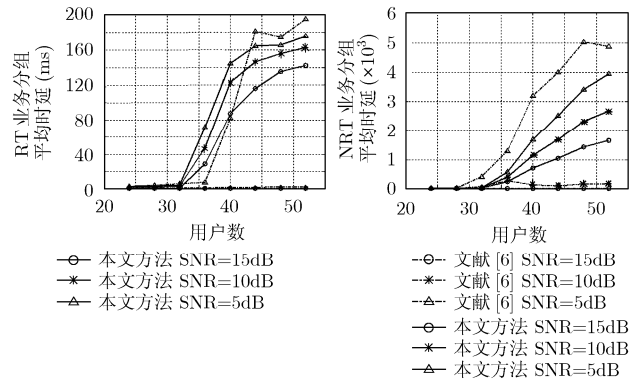 RT 业务分组
平均时延 (ms)
200
160
120
80
40
0
20
30
40
50
60
用户数
本文方法 SNR=15dB
本文方法 SNR=10dB
本文方法 SNR=5dB
NRT 业务分组
平均时延 (×10³)
6
5
4
3
2
1
0
20
30
40
50
60
用户数
文献 [6] SNR=15dB
文献 [6] SNR=10dB
文献 [6] SNR=5dB
本文方法 SNR=15dB
本文方法 SNR=10dB
本文方法 SNR=5dB